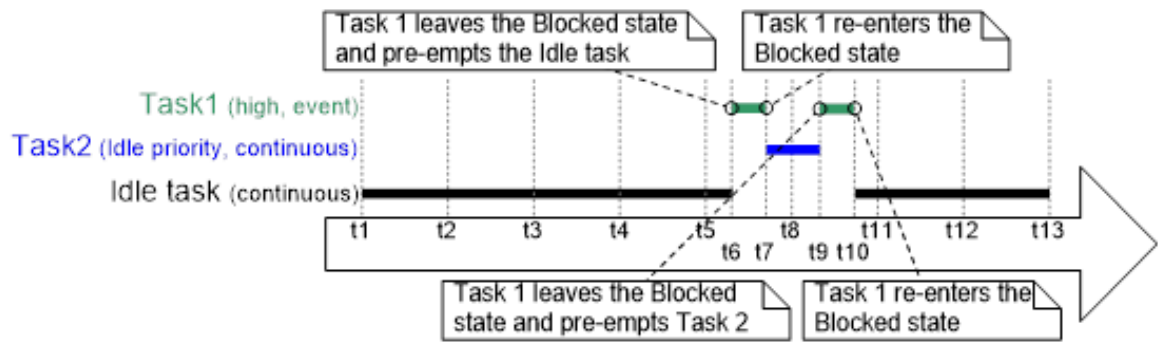 Task 1 leaves the Blocked state
and pre-empts the Idle task
Task 1 re-enters the
Blocked state
Task1 (high, event)
Task2 (Idle priority, continuous)
Idle task (continuous)
t1 t2 t3 t4 t5 t8 t11 t12 t13
t6 t7 t9 t10
Task 1 leaves the Blocked
state and pre-empts Task 2
Task 1 re-enters the
Blocked state